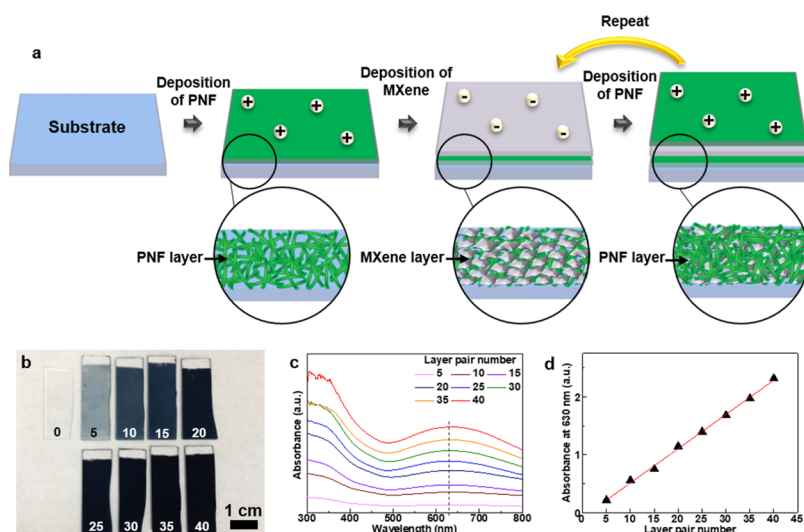 Repeat
a
Deposition
of PNF
Deposition of
MXene
Deposition
of PNF
Substrate
+ + + +
- - - -
+ + + +
PNF layer
MXene layer
PNF layer
b
0 5 10 15 20
25 30 35 40
1 cm
c
Layer pair number
5 10 15
20 25 30
35 40
Absorbance (a.u.)
300 400 500 600 700 800
Wavelength (nm)
d
Absorbance at 630 nm (a.u.)
2
1
0
0 5 10 15 20 25 30 35 40 45
Layer pair number